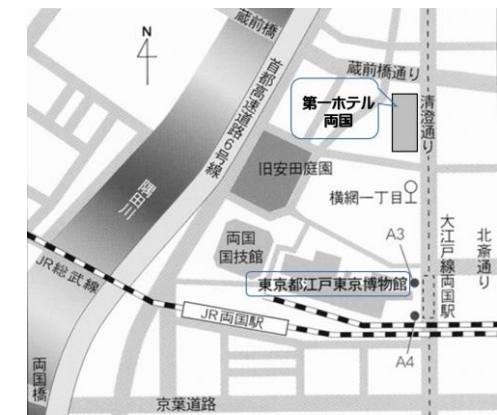 蔵前橋
N
首都高速道路6号線
蔵前橋通り
第一ホテル
両国
清澄通り
旧安田庭園
隅田川
横網一丁目
両国
国技館
A3
大江戸線両国駅
北斎通り
東京都江戸東京博物館
JR総武線
JR両国駅
A4
両国橋
京葉道路